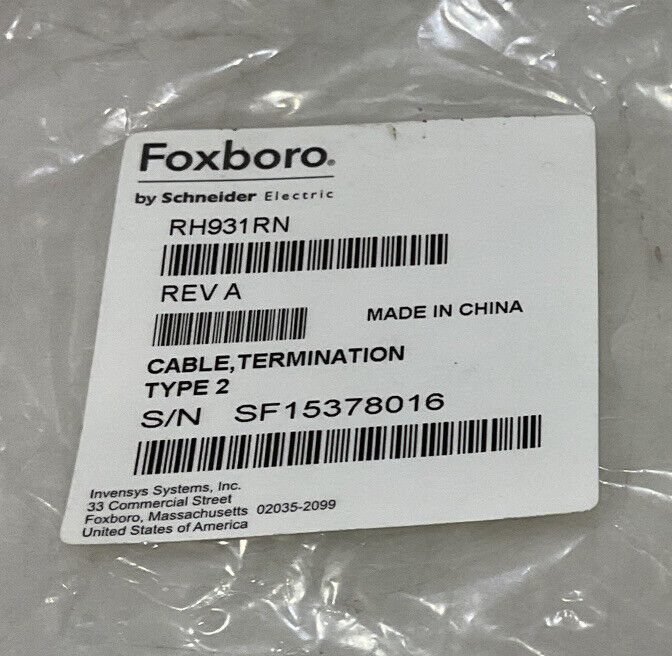 Foxboro®
by Schneider Electric
RH931RN
REV A
MADE IN CHINA
CABLE,TERMINATION
TYPE 2
S/N SF15378016
Invensys Systems, Inc.
33 Commercial Street
Foxboro, Massachusetts 02035-2099
United States of America